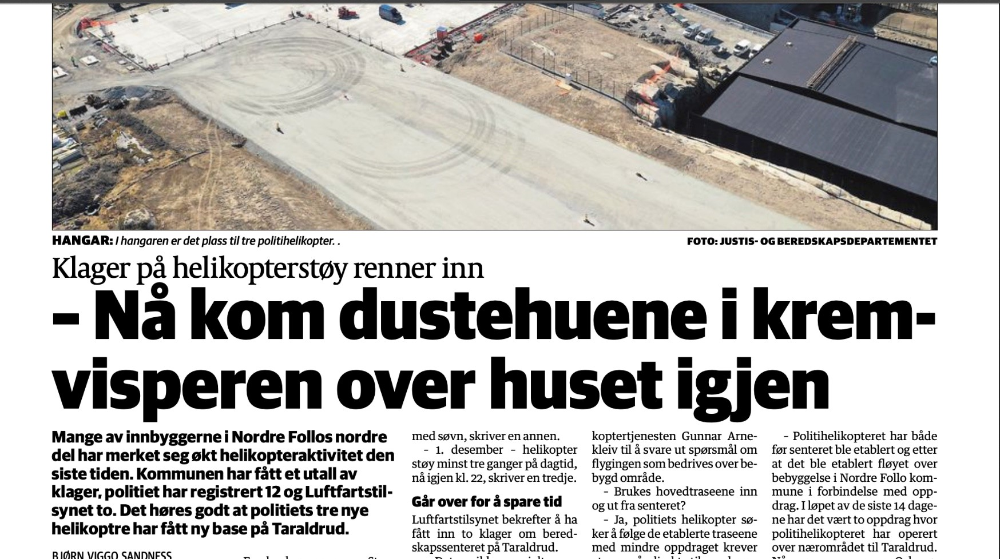 HANGAR: I hangaren er det plass til tre politihelikopter. .
FOTO: JUSTIS- OG BEREDSKAPSDEPARTEMENTET
Klager på helikopterstøy renner inn
– Nå kom dustehuene i krem-
visperen over huset igjen
Mange av innbyggerne i Nordre Follos nordre
del har merket seg økt helikopteraktivitet den
siste tiden. Kommunen har fått et utall av
klager, politiet har registrert 12 og Luftfartstil-
synet to. Det høres godt at politiets tre nye
helikoptre har fått ny base på Taraldrud.
BJØRN VIGGO SANDNESS
med søvn, skriver en annen.
– 1. desember – helikopter
støy minst tre ganger på dagtid,
nå igjen kl. 22, skriver en tredje.
Går over for å spare tid
Luftfartstilsynet bekrefter å ha
fått inn to klager om bered-
skapssenteret på Taraldrud.
koptertjenesten Gunnar Arne-
kleiv til å svare ut spørsmål om
flygingen som bedrives over be-
bygd område.
– Brukes hovedtraseene inn
og ut fra senteret?
– Ja, politiets helikopter sø-
ker å følge de etablerte traseene
med mindre oppdraget krever
– Politihelikopteret har både
før senteret ble etablert og etter
at det ble etablert fløyet over
bebyggelse i Nordre Follo kom-
mune i forbindelse med opp-
drag. I løpet av de siste 14 dage-
ne har det vært to oppdrag hvor
politihelikopteret har operert
over nærområdet til Taraldrud.